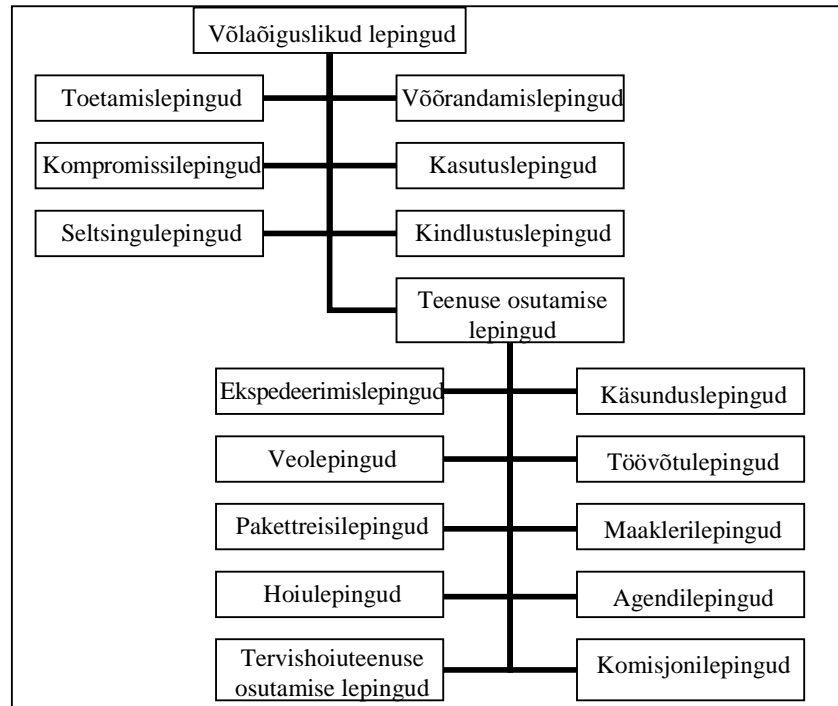 Võlaõiguslikud lepingud
Toetamislepingud
Võõrandamislepingud
Kompromissilepingud
Kasutuslepingud
Seltsingulepingud
Kindlustuslepingud
Teenuse osutamise
lepingud
Ekspedeerimislepingud
Käsunduslepingud
Veolepingud
Töövõtulepingud
Pakettreisilepingud
Maaklerilepingud
Hoiulepingud
Agendilepingud
Tervishoiuteenuse
osutamise lepingud
Komisjonilepingud